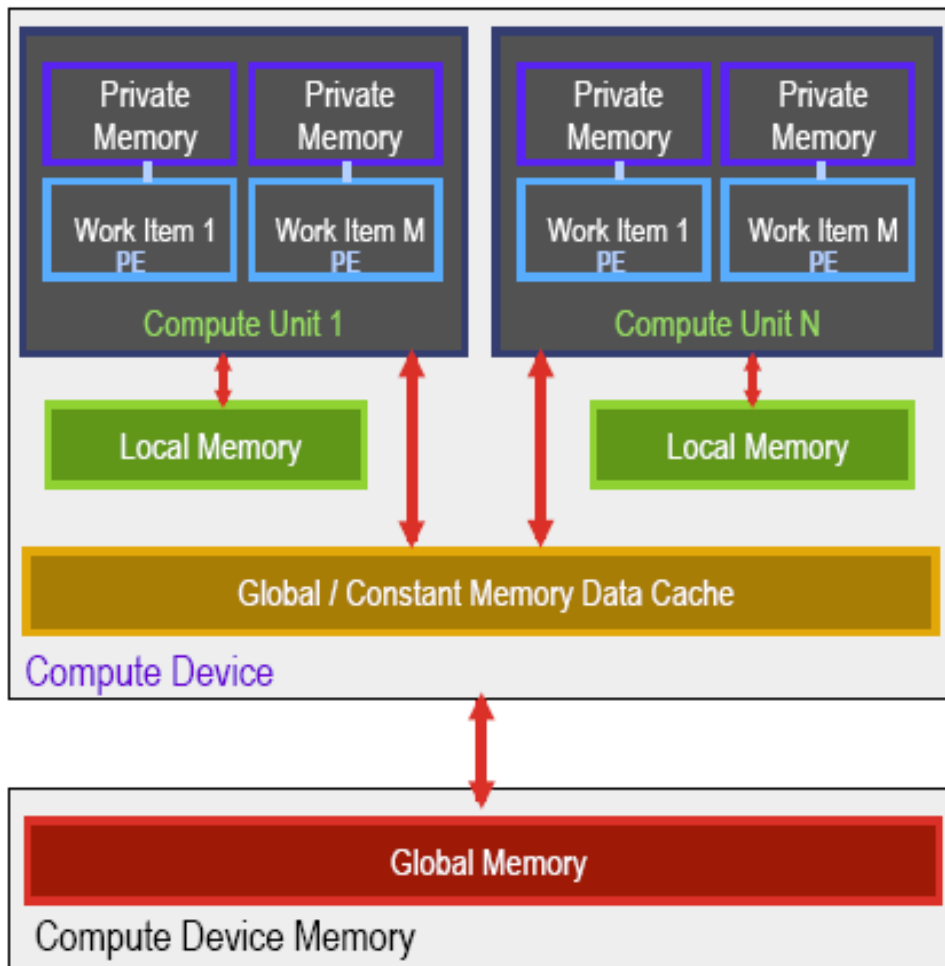 Private
Memory
Private
Memory
Private
Memory
Private
Memory
Work Item 1
PE
Work Item M
PE
Work Item 1
PE
Work Item M
PE
Compute Unit 1
Compute Unit N
Local Memory
Local Memory
Global / Constant Memory Data Cache
Compute Device
Global Memory
Compute Device Memory